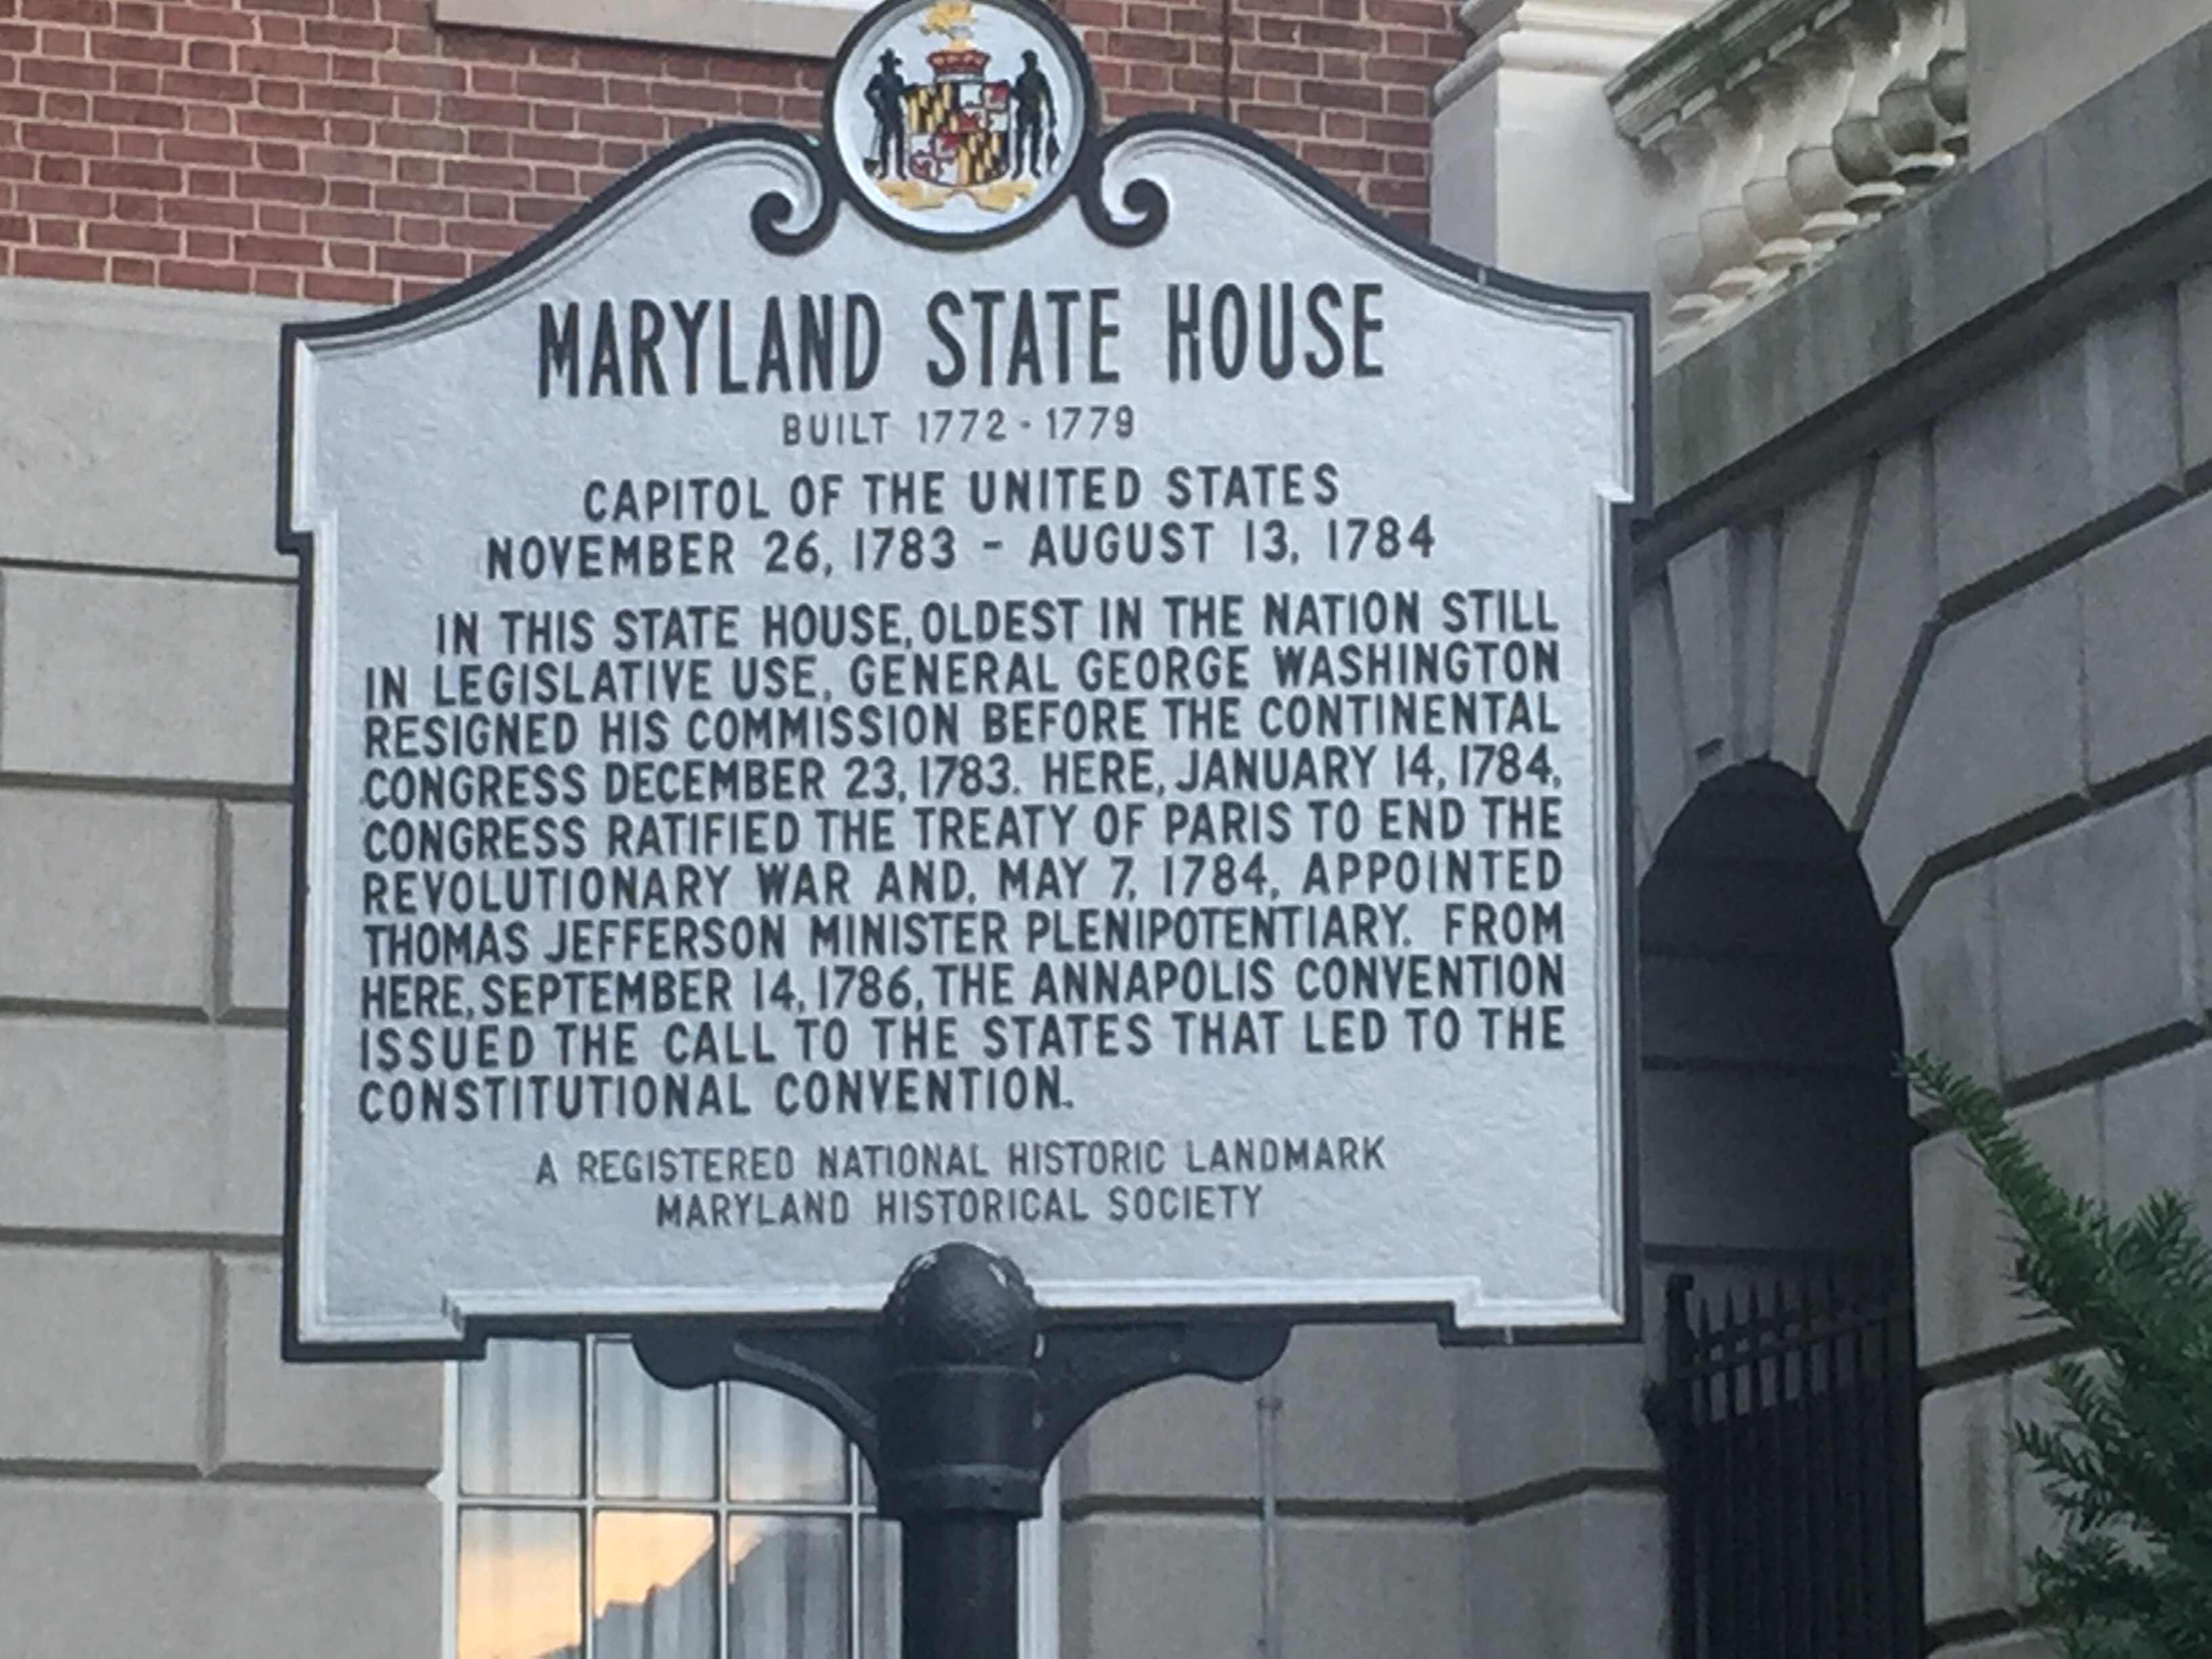 MARYLAND STATE HOUSE
BUILT 1772 - 1779
CAPITOL OF THE UNITED STATES
NOVEMBER 26, 1783 - AUGUST 13, 1784
IN THIS STATE HOUSE, OLDEST IN THE NATION STILL
IN LEGISLATIVE USE, GENERAL GEORGE WASHINGTON
RESIGNED HIS COMMISSION BEFORE THE CONTINENTAL
CONGRESS DECEMBER 23, 1783. HERE, JANUARY 14, 1784,
CONGRESS RATIFIED THE TREATY OF PARIS TO END THE
REVOLUTIONARY WAR AND, MAY 7, 1784, APPOINTED
THOMAS JEFFERSON MINISTER PLENIPOTENTIARY. FROM
HERE, SEPTEMBER 14, 1786, THE ANNAPOLIS CONVENTION
ISSUED THE CALL TO THE STATES THAT LED TO THE
CONSTITUTIONAL CONVENTION.
A REGISTERED NATIONAL HISTORIC LANDMARK
MARYLAND HISTORICAL SOCIETY